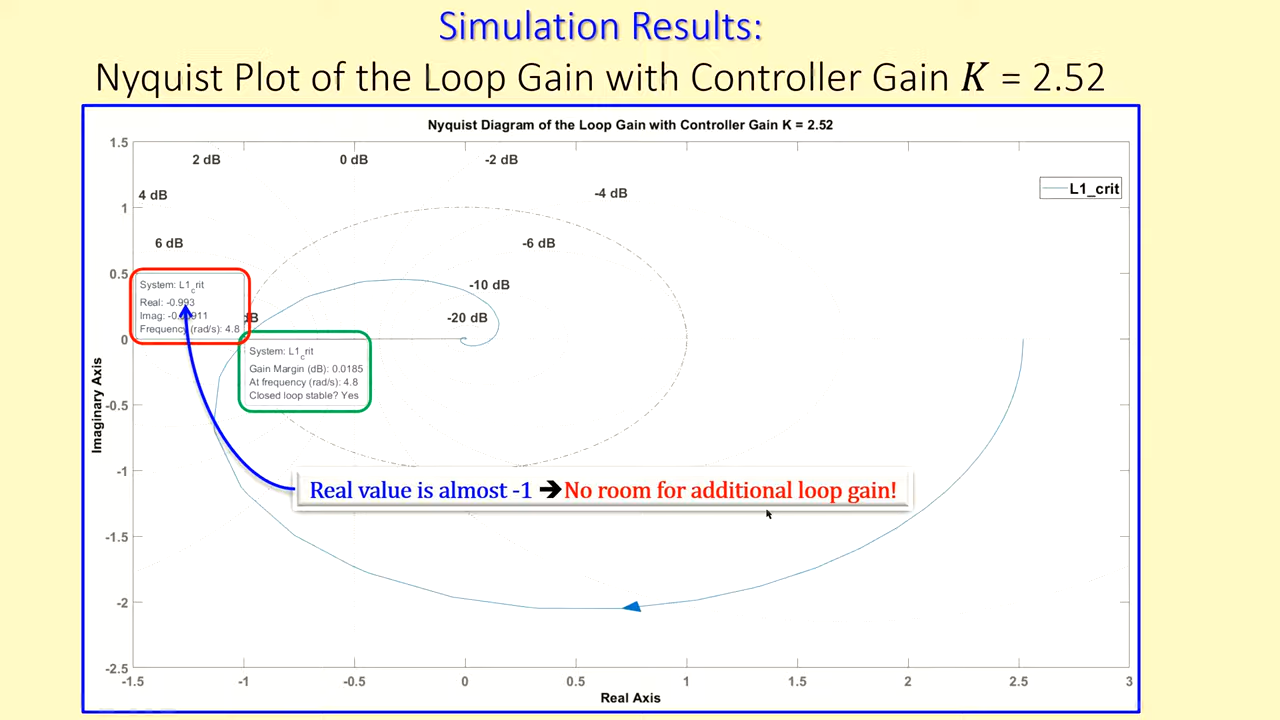 Simulation Results:
Nyquist Plot of the Loop Gain with Controller Gain K = 2.52
Nyquist Diagram of the Loop Gain with Controller Gain K = 2.52
1.5
2 dB
0 dB
-2 dB
4 dB
-4 dB
L1_crit
1
6 dB
-6 dB
0.5
System: L1_crit
Real: -0.993
Imag:
Frequency (rad/s): 4.8
-10 dB
dB
-20 dB
0
System: L1_crit
Gain Margin (dB): 0.0185
At frequency (rad/s): 4.8
Closed loop stable? Yes
Imaginary Axis
-0.5
-1
Real value is almost -1 ➔ No room for additional loop gain!
-1.5
-2
-2.5
-1.5 -1 -0.5 0 0.5 1 1.5 2 2.5 3
Real Axis